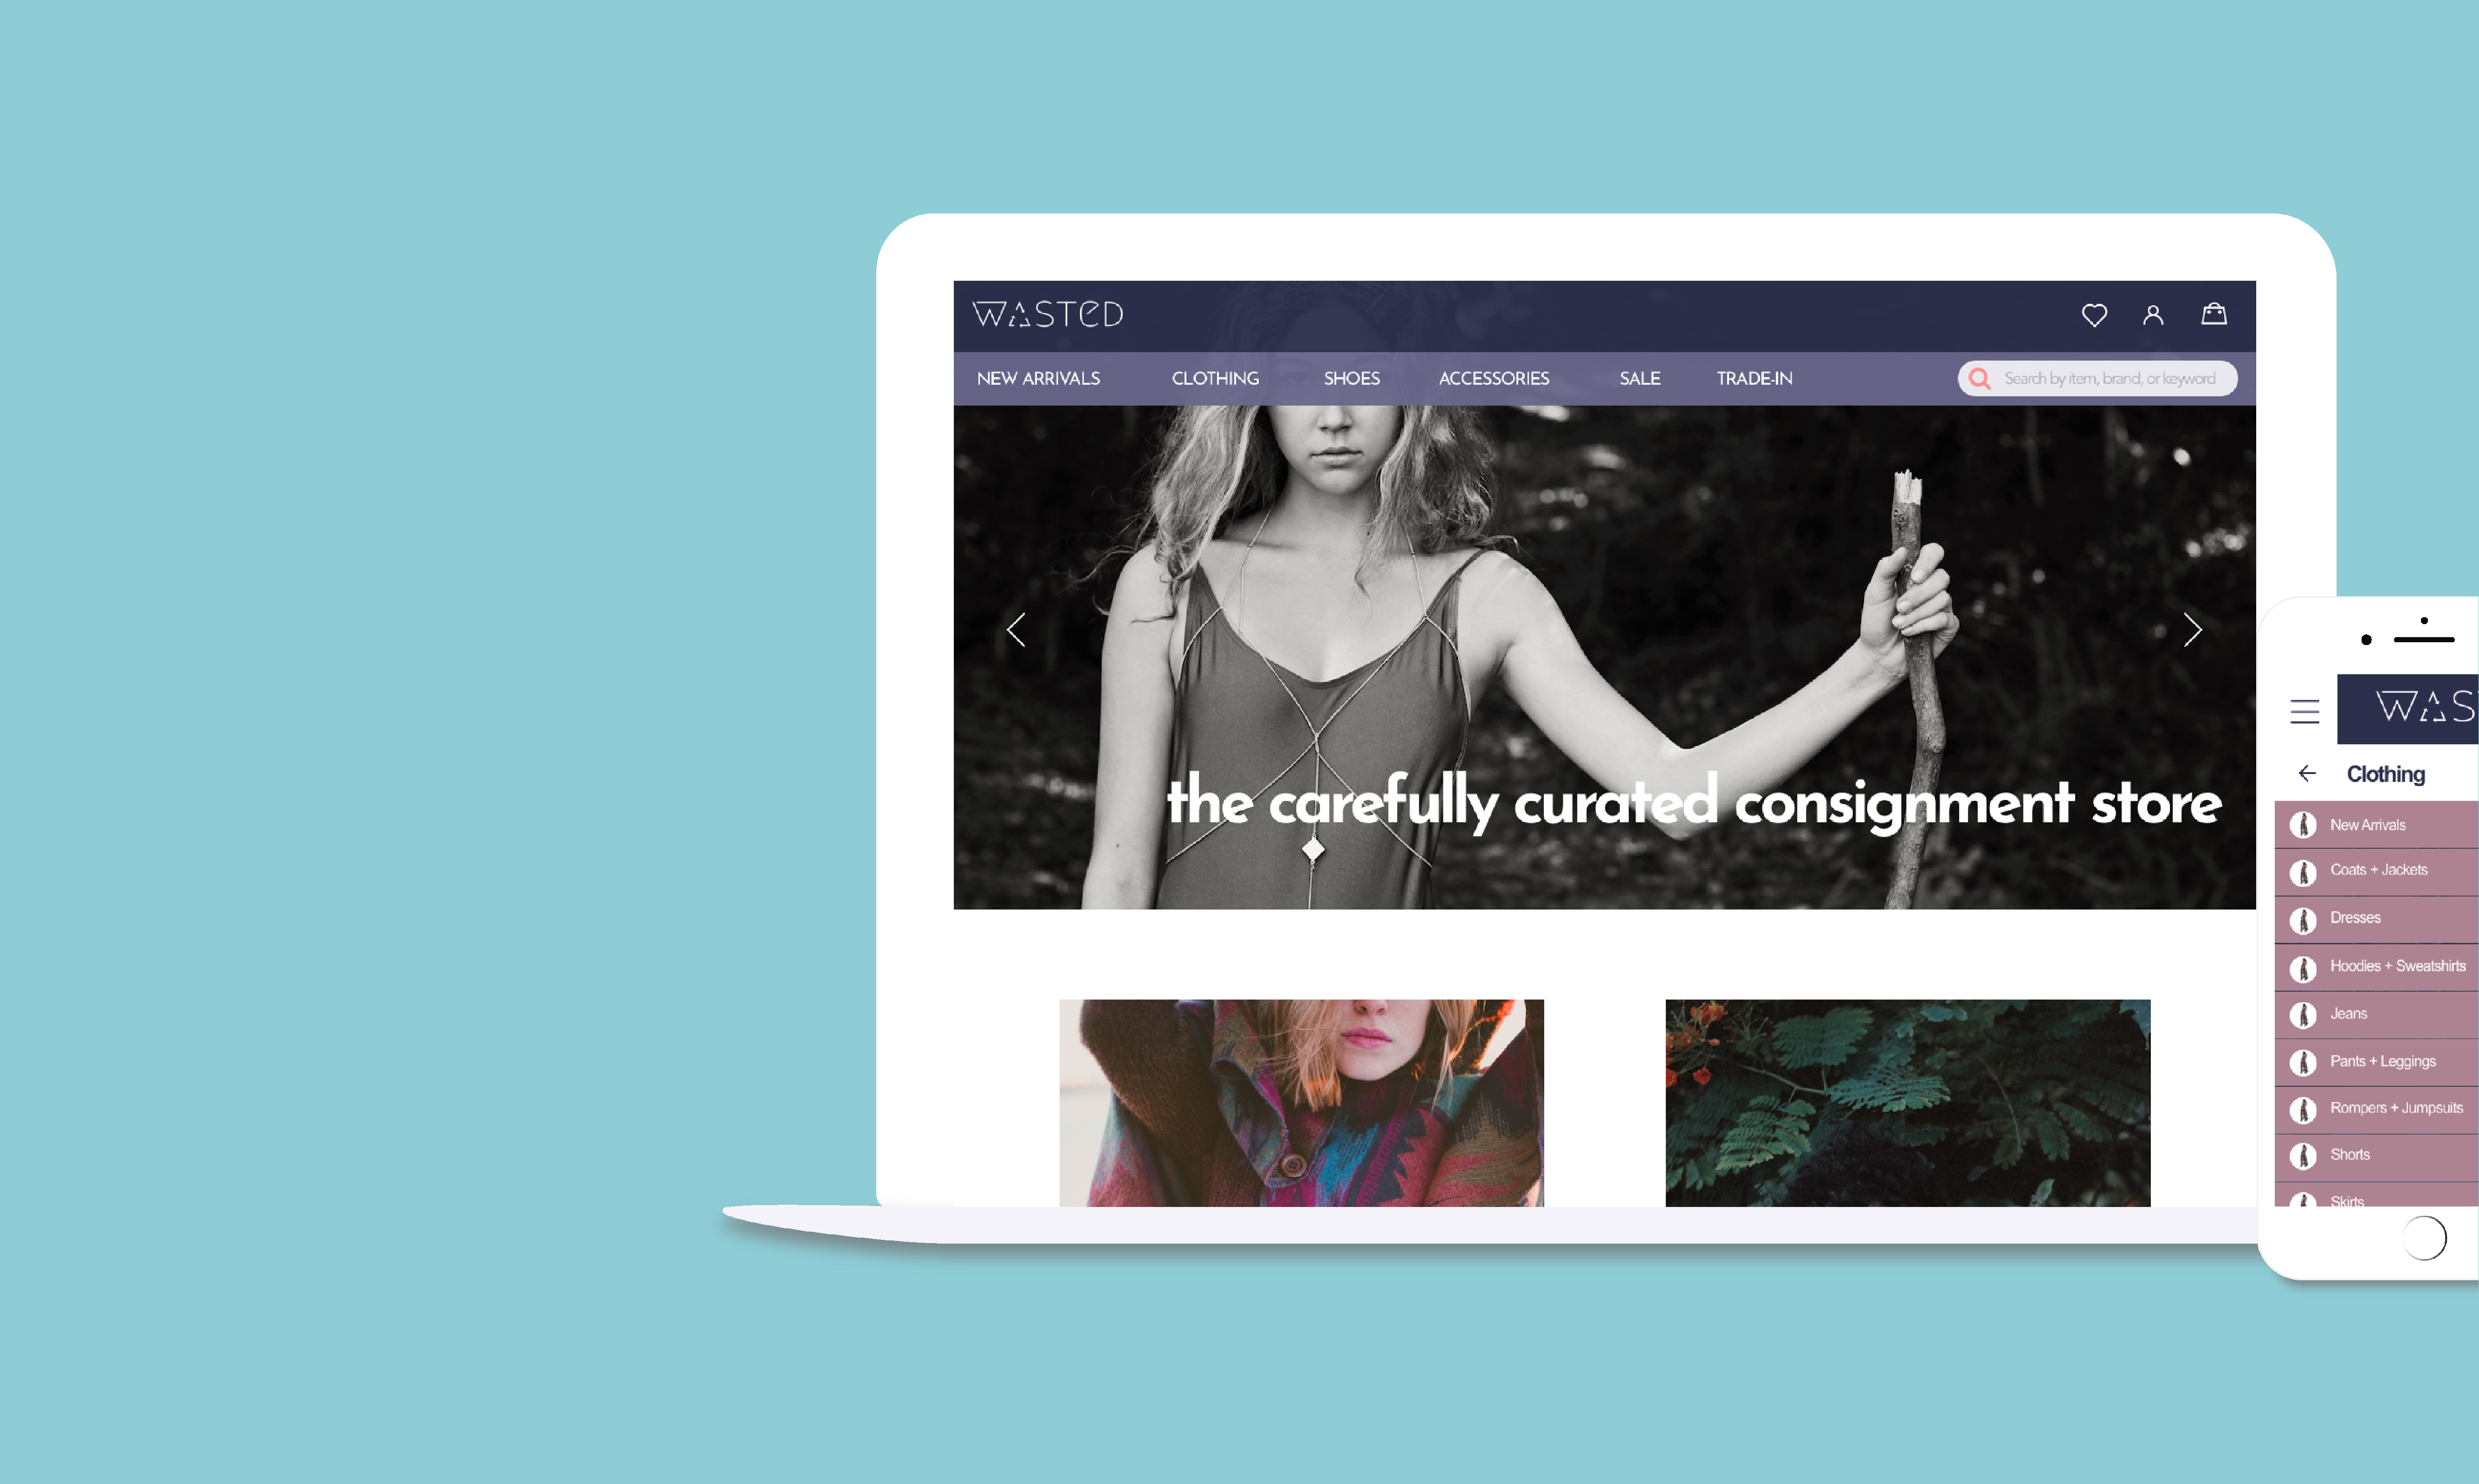 WASTED
NEW ARRIVALS CLOTHING SHOES ACCESSORIES SALE TRADE-IN Search by item, brand, or keyword
the carefully curated consignment store
WAS
Clothing
New Arrivals
Coats + Jackets
Dresses
Hoodies + Sweatshirts
Jeans
Pants + Leggings
Rompers + Jumpsuits
Shorts
Skirts